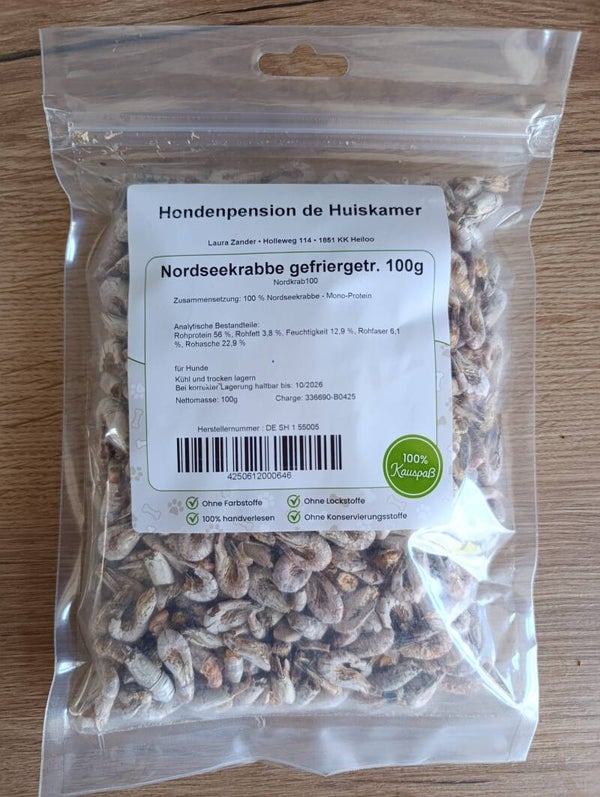 Hondenpension de Huiskamer
Laura Zander • Holleweg 114 • 1851 KK Heiloo
Nordseekrabbe gefriergetr. 100g
Nordkrab100
Zusammensetzung: 100 % Nordseekrabbe - Mono-Protein
Analytische Bestandteile:
Rohprotein 56 %, Rohfett 3,8 %, Feuchtigkeit 12,9 %, Rohfaser 6,1
%, Rohasche 22,9 %
für Hunde
Kühl und trocken lagern
Bei korrekter Lagerung haltbar bis: 10/2026
Nettomasse: 100g Charge: 336690-B0425
Herstellernummer : DE SH 1 55005
4250612000646
100%
Kauspaß
Ohne Farbstoffe Ohne Lockstoffe
100% handverlesen Ohne Konservierungsstoffe